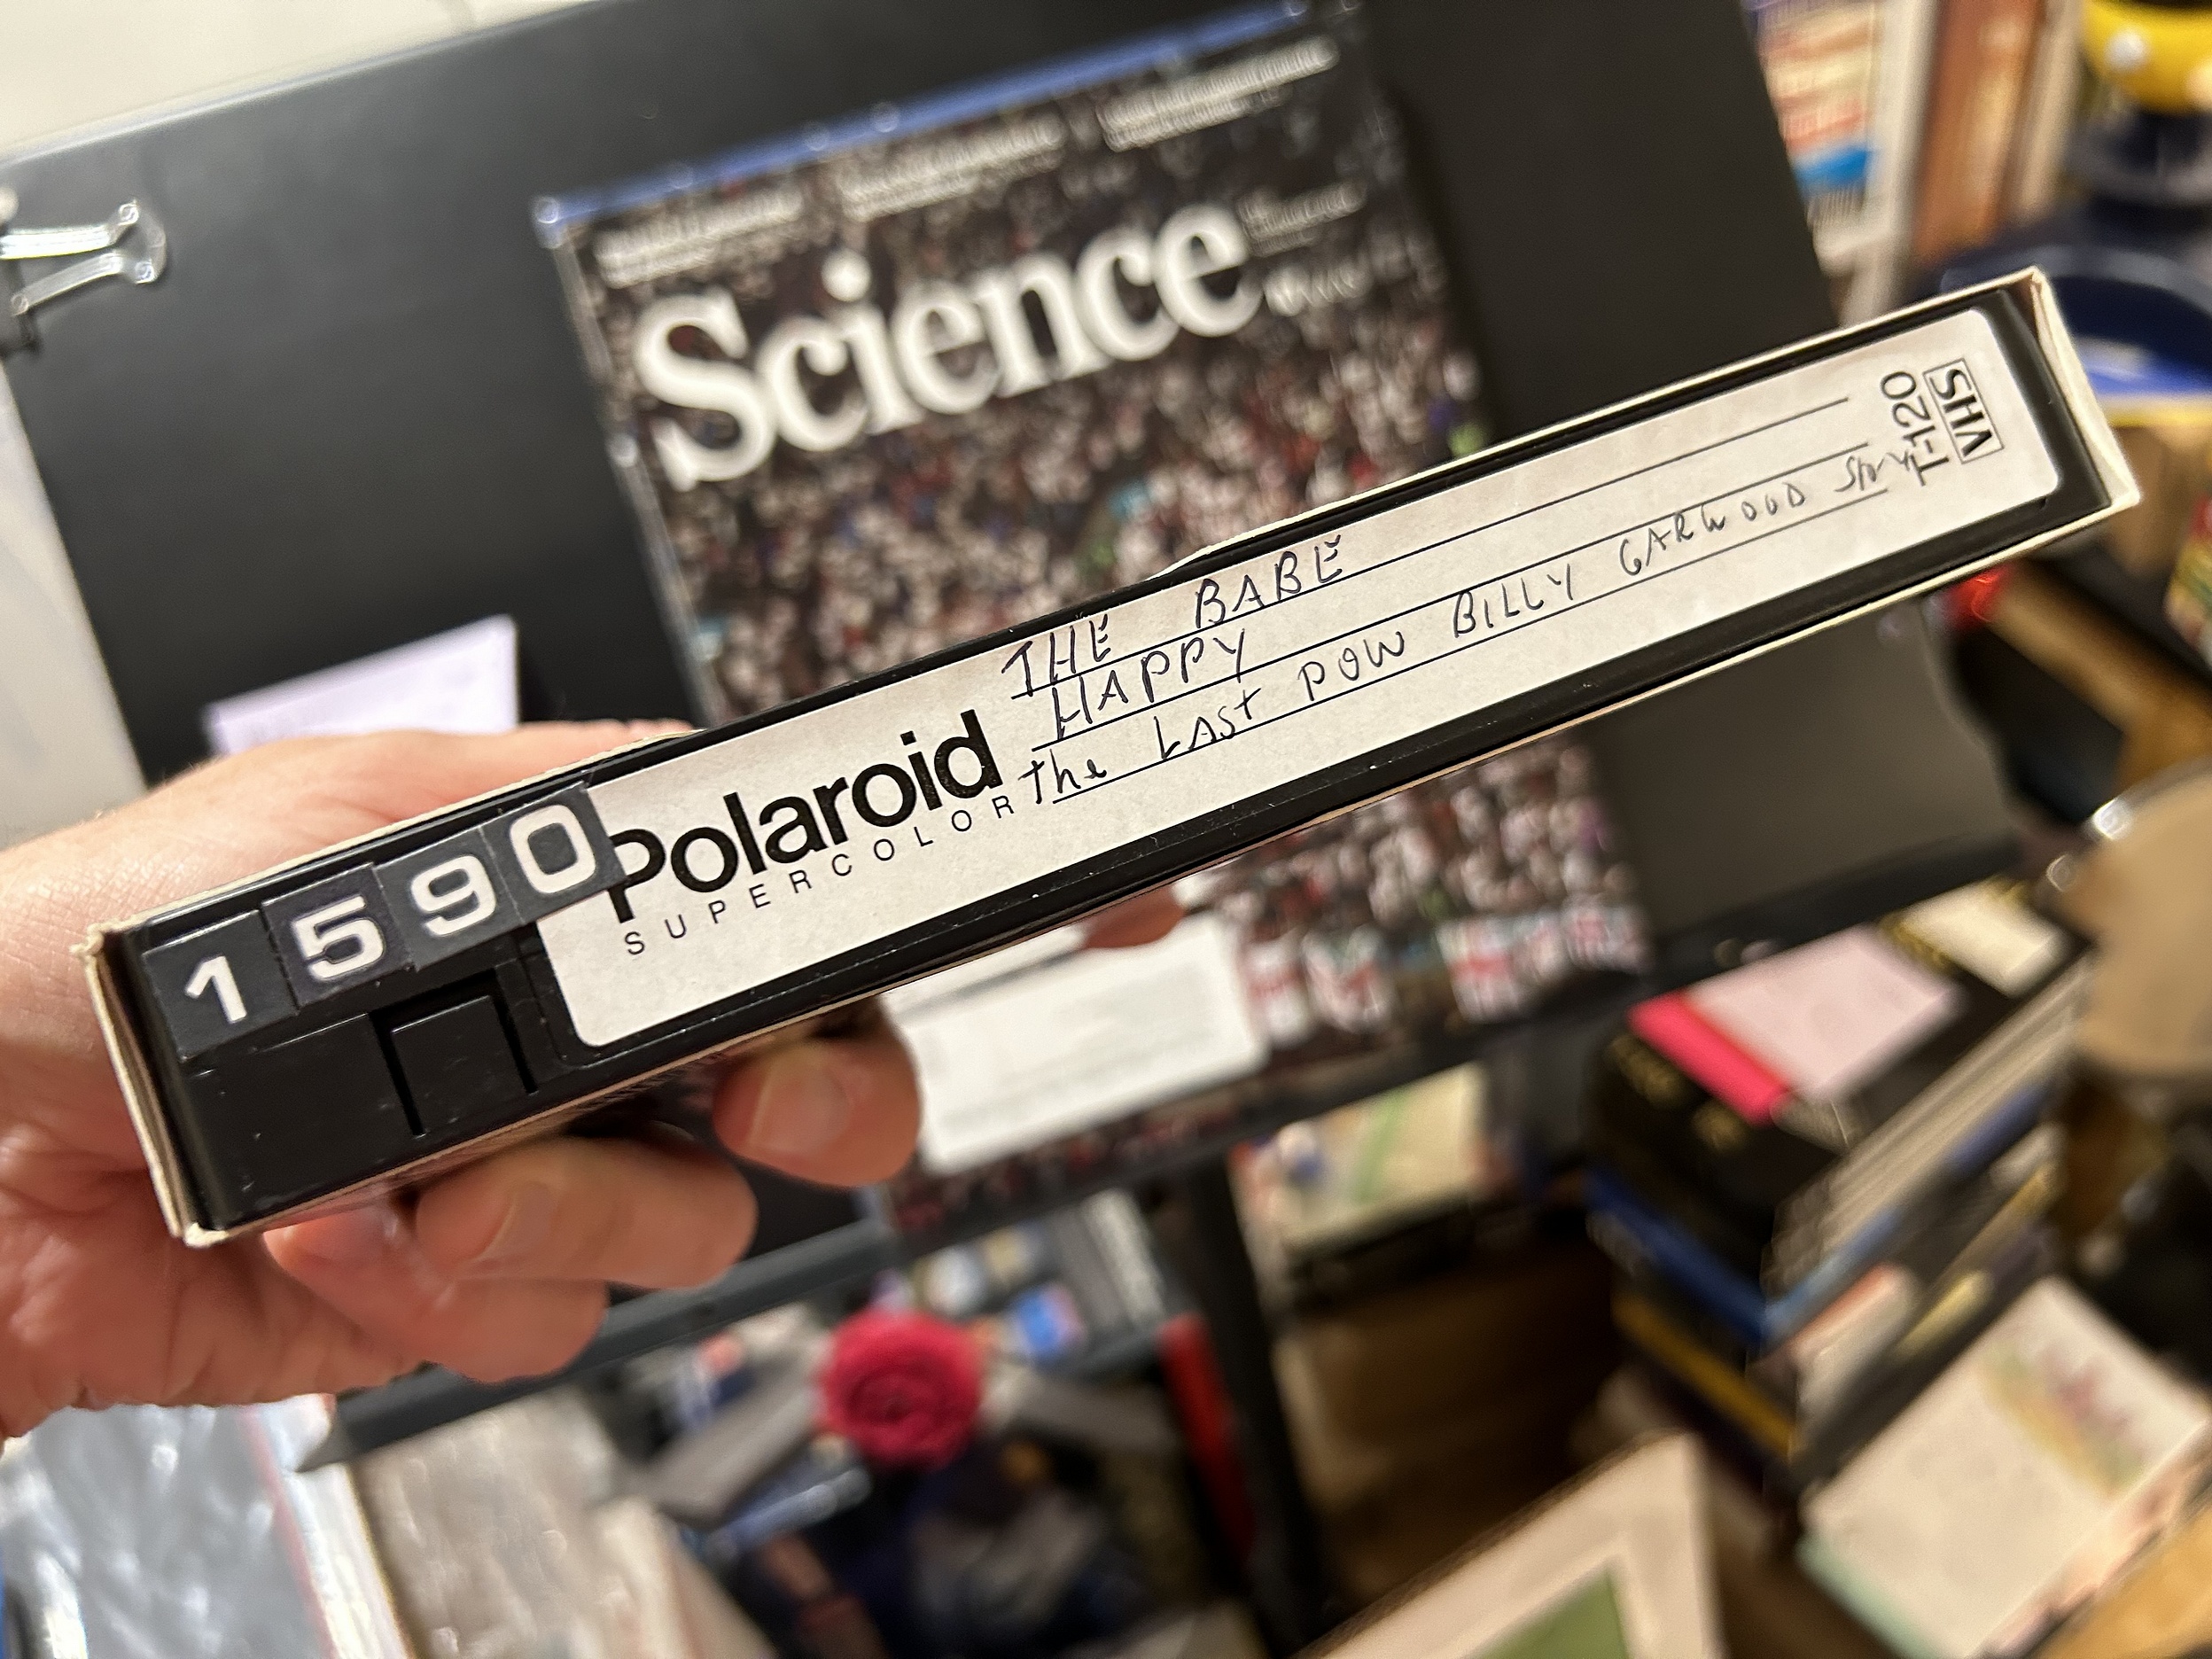 Science
THE BABE
HAPPY
the LAST POW BILLY GARWOOD Story
Polaroid
SUPERCOLOR
T-120
VHS
1590